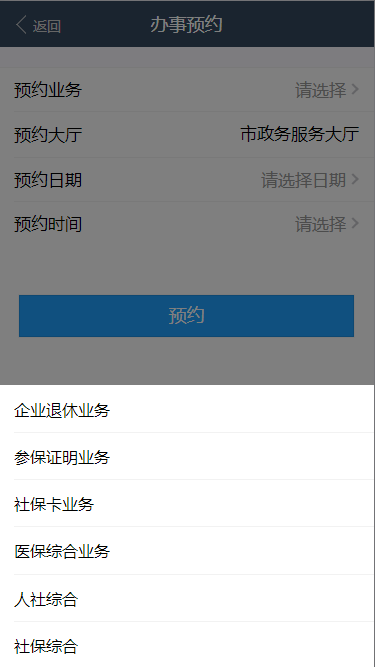 返回 办事预约
预约业务 请选择
预约大厅 市政务服务大厅
预约日期 请选择日期
预约时间 请选择
预约
企业退休业务
参保证明业务
社保卡业务
医保综合业务
人社综合
社保综合